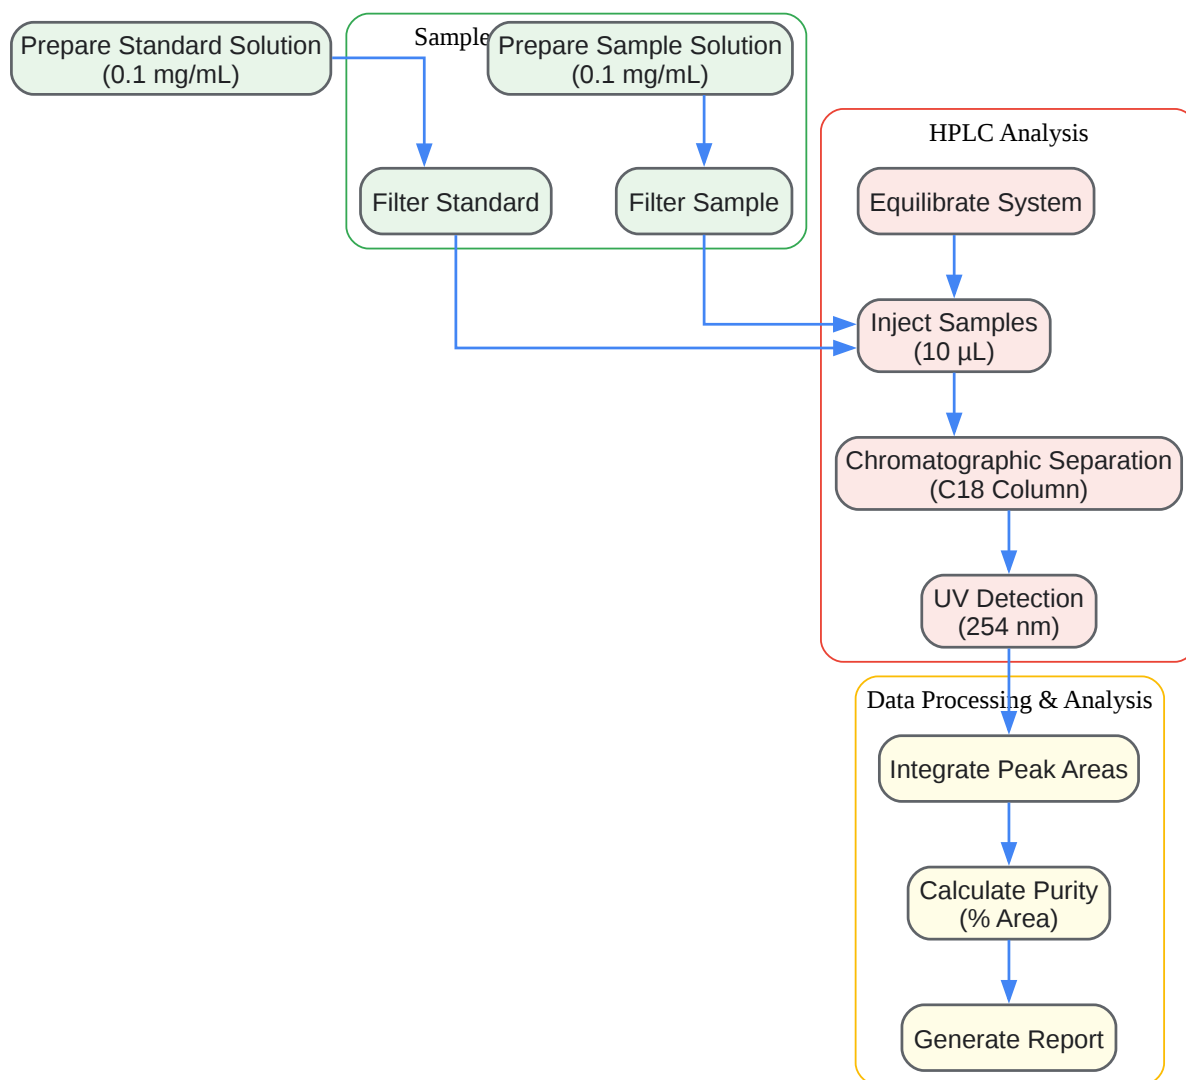 Prepare Standard Solution
(0.1 mg/mL)
Sample
Prepare Sample Solution
(0.1 mg/mL)
Filter Standard
Filter Sample
HPLC Analysis
Equilibrate System
Inject Samples
(10 µL)
Chromatographic Separation
(C18 Column)
UV Detection
(254 nm)
Data Processing & Analysis
Integrate Peak Areas
Calculate Purity
(% Area)
Generate Report